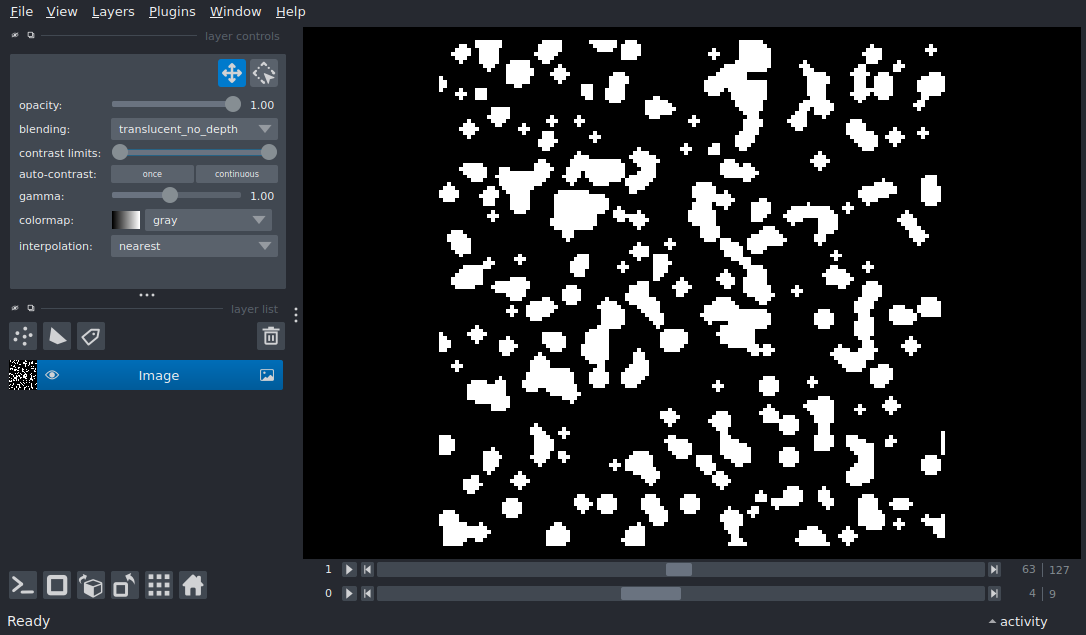 File View Layers Plugins Window Help
layer controls
opacity: 1.00
blending: translucent_no_depth
contrast limits:
auto-contrast: once continuous
gamma: 1.00
colormap: gray
interpolation: nearest
layer list
Image
1 63 127
0 4 9
Ready activity